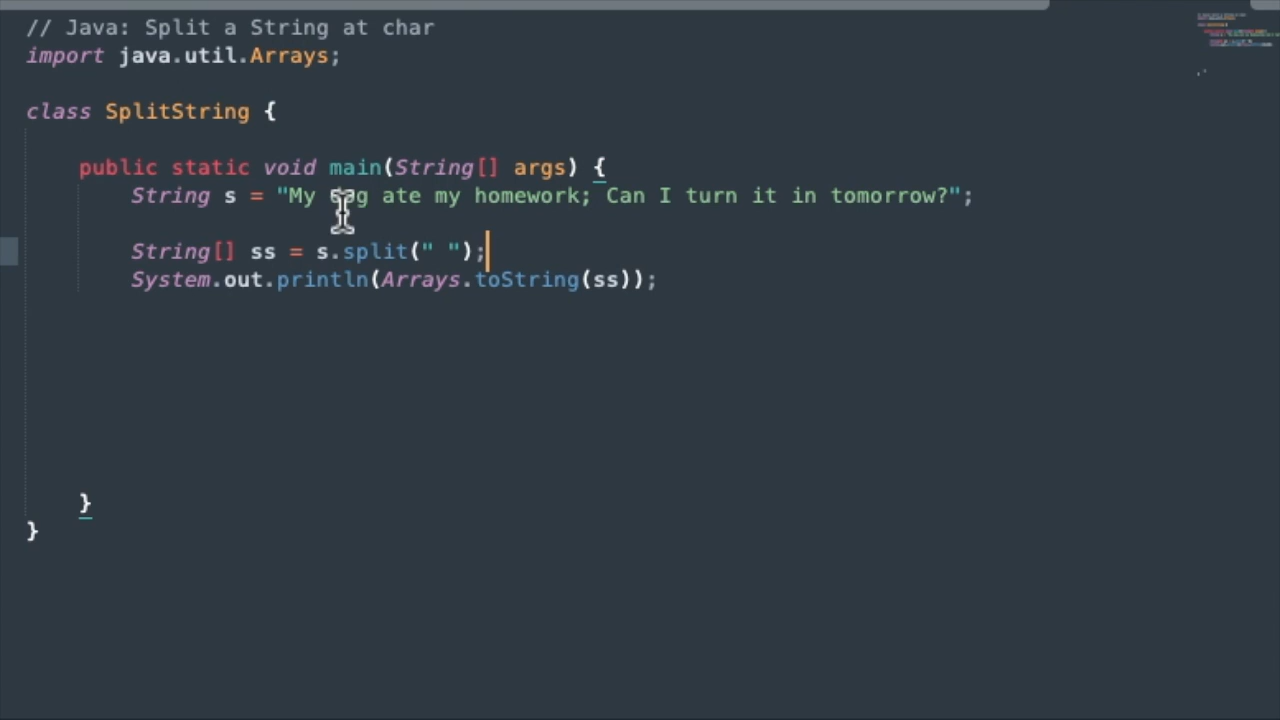 // Java: Split a String at char
import java.util.Arrays;
class SplitString {
public static void main(String[] args) {
String s = "My dog ate my homework; Can I turn it in tomorrow?";
String[] ss = s.split(" ");
System.out.println(Arrays.toString(ss));
}
}